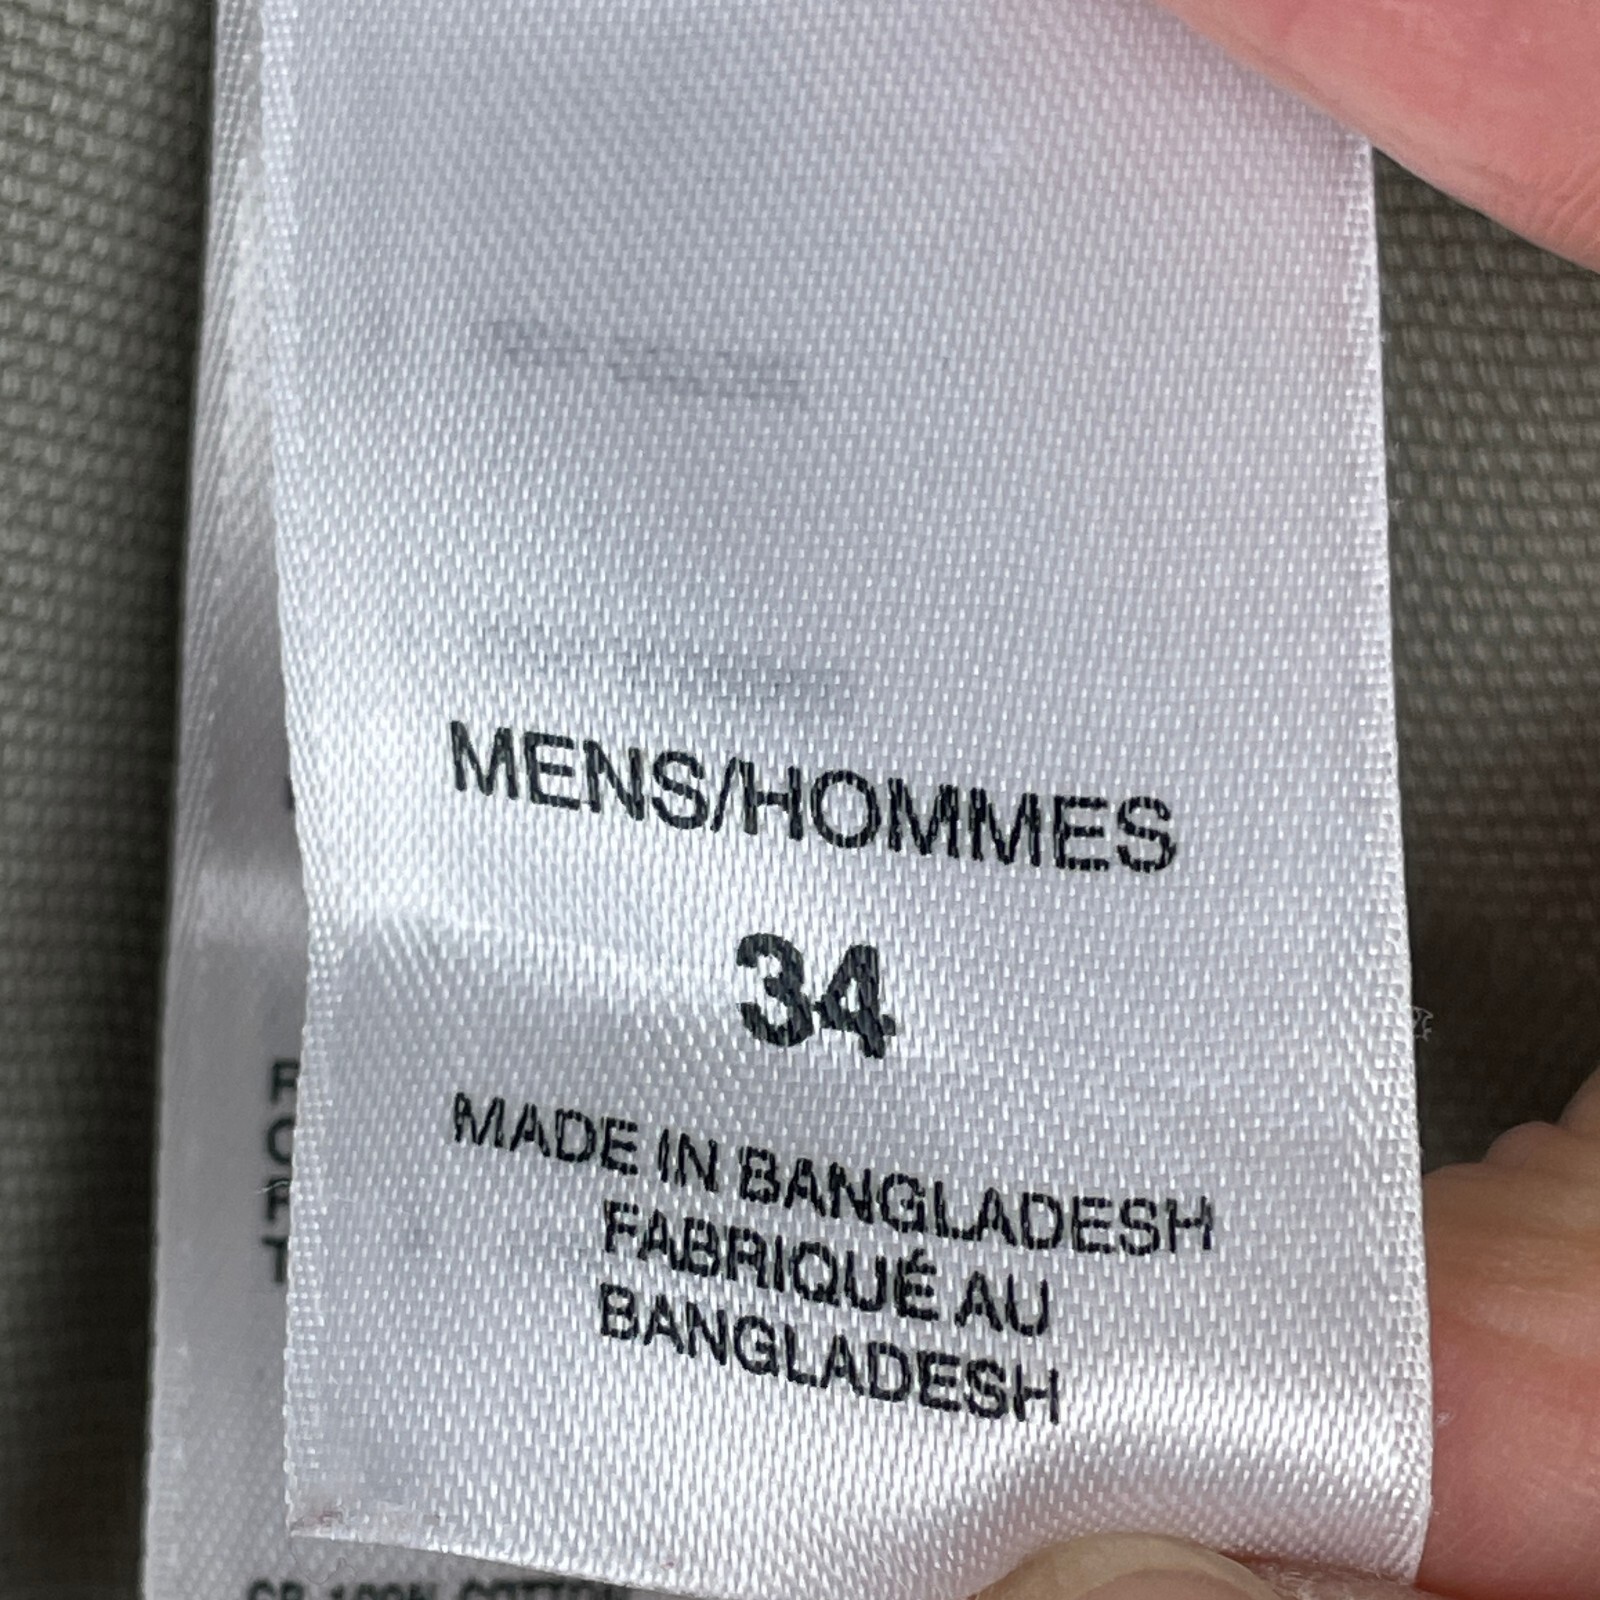 MENS/HOMMES
34
MADE IN BANGLADESH
FABRIQUÉ AU
BANGLADESH